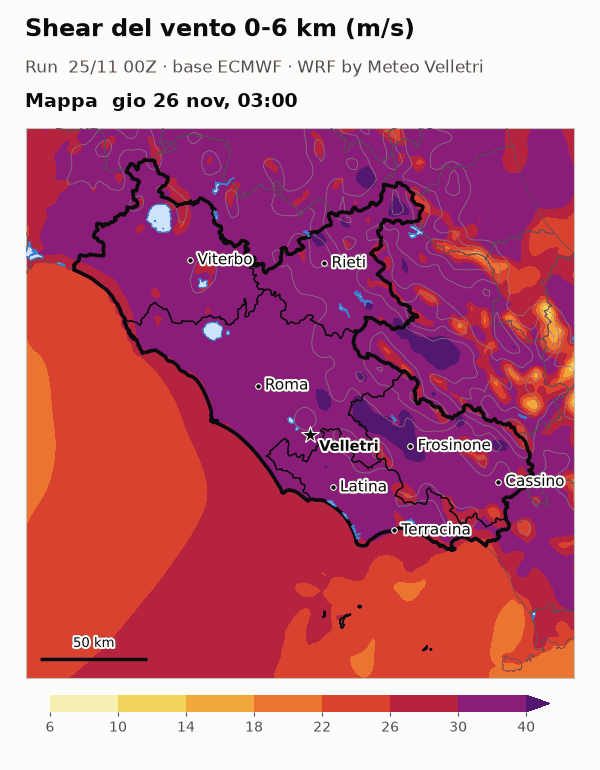 Shear del vento 0-6 km (m/s)
Run  25/11 00Z · base ECMWF · WRF by Meteo Velletri
Mappa  gio 26 nov, 03:00
Viterbo
Rieti
Roma
Velletri
Frosinone
Latina
Cassino
Terracina
50 km
6 10 14 18 22 26 30 40